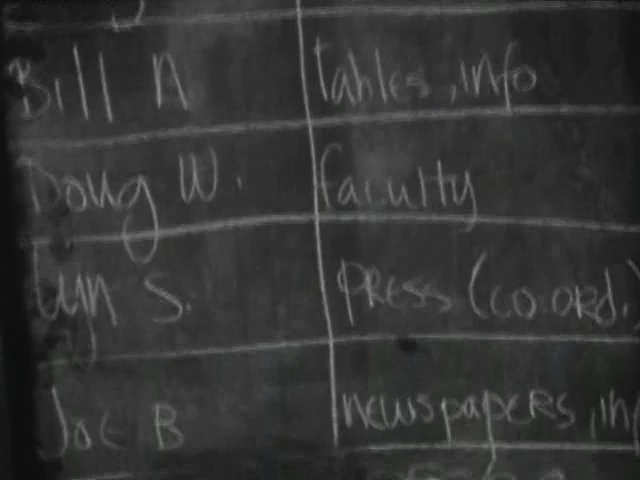 Bill A tables, info
Doug W. faculty
Lyn S. press (co.ord.)
Joe B newspapers, inf